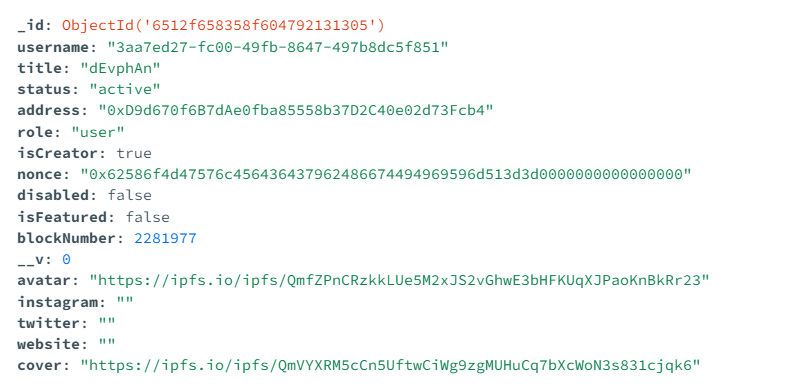 _id: ObjectId('6512f658358f604792131305')
username: "3aa7ed27-fc00-49fb-8647-497b8dc5f851"
title: "dEvphAn"
status: "active"
address: "0xD9d670f6B7dAe0fba85558b37D2C40e02d73Fcb4"
role: "user"
isCreator: true
nonce: "0x62586f4d47576c456436437962486674494969596d513d3d0000000000000000"
disabled: false
isFeatured: false
blockNumber: 2281977
__v: 0
avatar: "https://ipfs.io/ipfs/QmfZPnCRzkkLUe5M2xJS2vGhwE3bHFKUqXJPaoKnBkRr23"
instagram: ""
twitter: ""
website: ""
cover: "https://ipfs.io/ipfs/QmVYXRM5cCn5UftwCiWg9zgMUHuCq7bXcWoN3s831cjqk6"